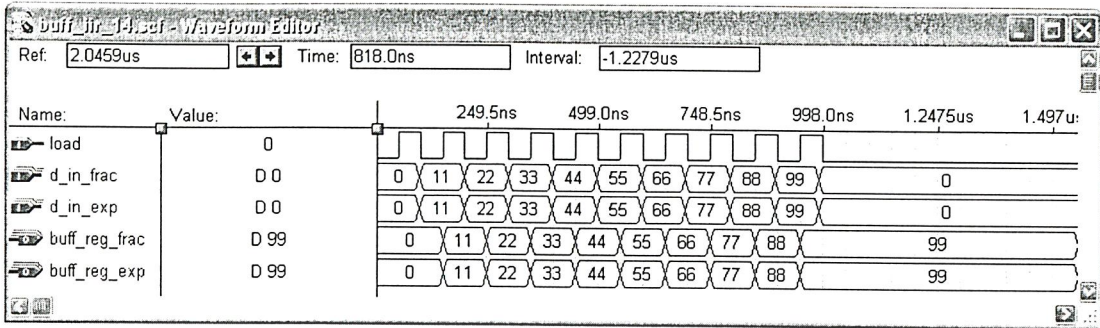 buff_iir_14.scf - Waveform Editor
Ref: 2.0459us Time: 818.0ns Interval: -1.2279us
Name: Value: 249.5ns 499.0ns 748.5ns 998.0ns 1.2475us 1.497u
load 0
d_in_frac D 0 0 11 22 33 44 55 66 77 88 99 0
d_in_exp D 0 0 11 22 33 44 55 66 77 88 99 0
buff_reg_frac D 99 0 11 22 33 44 55 66 77 88 99
buff_reg_exp D 99 0 11 22 33 44 55 66 77 88 99